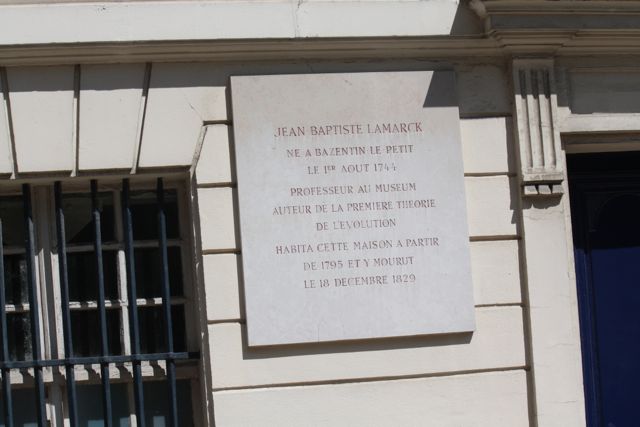 JEAN BAPTISTE LAMARCK
NE A BAZENTIN LE PETIT
LE 1ER AOUT 1744
PROFESSEUR AU MUSEUM
AUTEUR DE LA PREMIERE THEORIE
DE L'EVOLUTION
HABITA CETTE MAISON A PARTIR
DE 1795 ET Y MOURUT
LE 18 DECEMBRE 1829